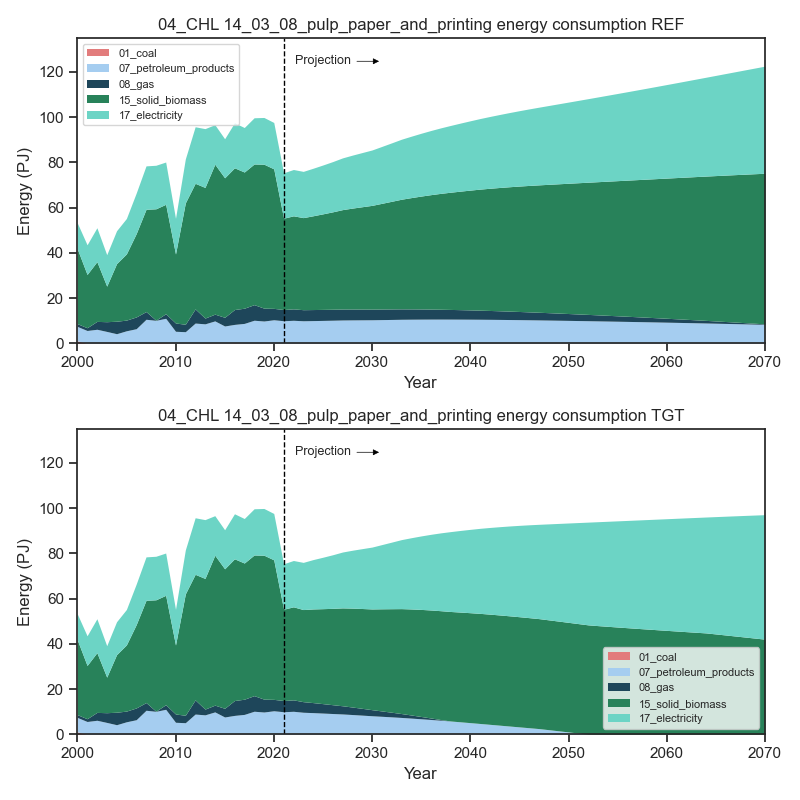 04_CHL 14_03_08_pulp_paper_and_printing energy consumption REF
01_coal
07_petroleum_products
08_gas
15_solid_biomass
17_electricity
Projection
120
100
80
60
40
20
0
Energy (PJ)
2000 2010 2020 2030 2040 2050 2060 2070
Year
04_CHL 14_03_08_pulp_paper_and_printing energy consumption TGT
Projection
120
100
80
60
40
20
0
Energy (PJ)
01_coal
07_petroleum_products
08_gas
15_solid_biomass
17_electricity
2000 2010 2020 2030 2040 2050 2060 2070
Year